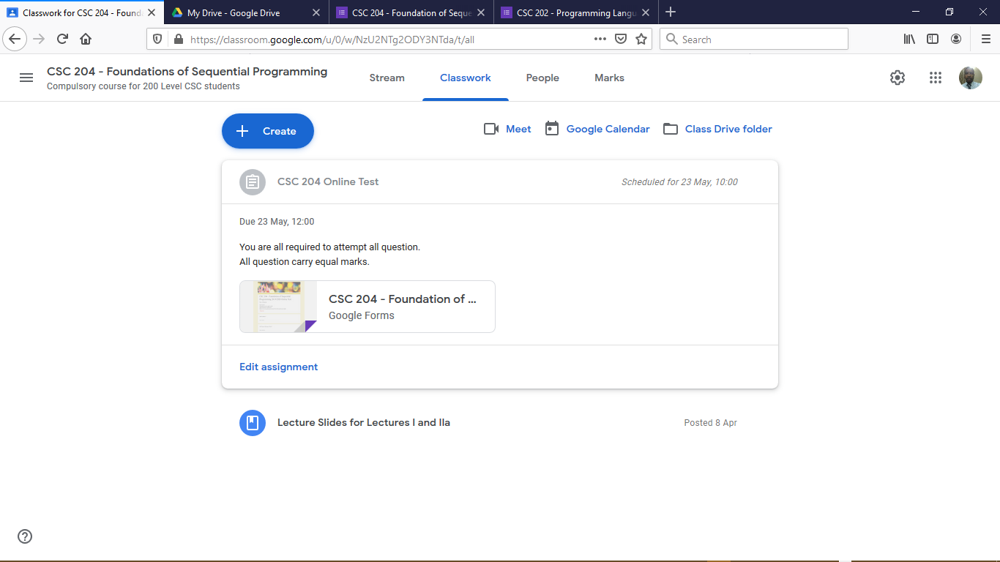 Classwork for CSC 204 - Found
My Drive - Google Drive
CSC 204 - Foundation of Seque
CSC 202 - Programming Langu
https://classroom.google.com/u/0/w/NzU2NTg2ODY3NTda/t/all
Search
CSC 204 - Foundations of Sequential Programming
Compulsory course for 200 Level CSC students
Stream
Classwork
People
Marks
Create
Meet
Google Calendar
Class Drive folder
CSC 204 Online Test
Scheduled for 23 May, 10:00
Due 23 May, 12:00
You are all required to attempt all question.
All question carry equal marks.
CSC 204 - Foundation of ...
Google Forms
Edit assignment
Lecture Slides for Lectures I and IIa
Posted 8 Apr